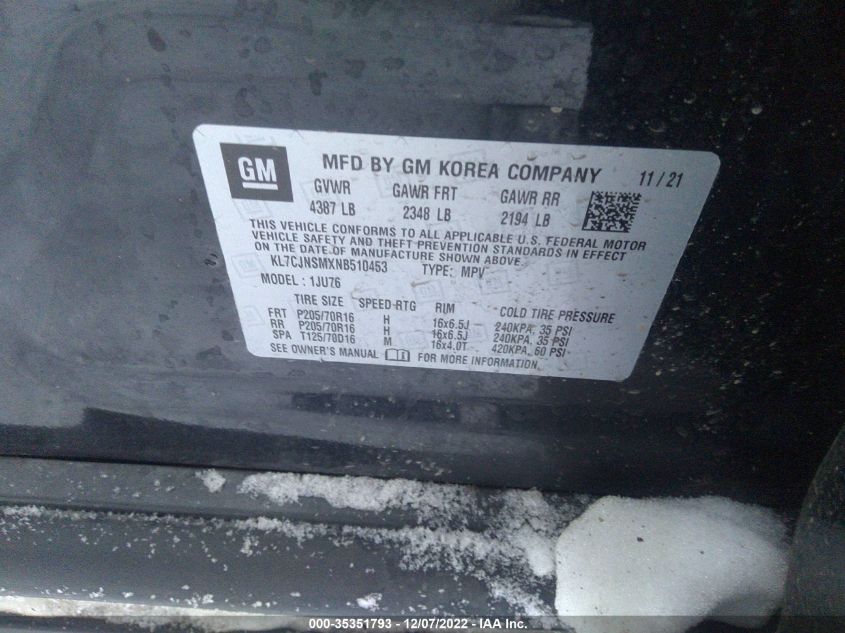 GM MFD BY GM KOREA COMPANY 11/21
GVWR GAWR FRT GAWR RR
4387 LB 2348 LB 2194 LB
THIS VEHICLE CONFORMS TO ALL APPLICABLE U.S. FEDERAL MOTOR
VEHICLE SAFETY AND THEFT PREVENTION STANDARDS IN EFFECT
ON THE DATE OF MANUFACTURE SHOWN ABOVE.
KL7CJNSMXNB510453 TYPE: MPV
MODEL: 1JU76
TIRE SIZE SPEED RTG RIM COLD TIRE PRESSURE
FRT P205/70R16 H 16x6.5J 240KPA, 35 PSI
RR P205/70R16 H 16x6.5J 240KPA, 35 PSI
SPA T125/70D16 M 16x4.0T 420KPA, 60 PSI
SEE OWNER'S MANUAL FOR MORE INFORMATION
000-35351793 - 12/07/2022 - © IAA Inc.